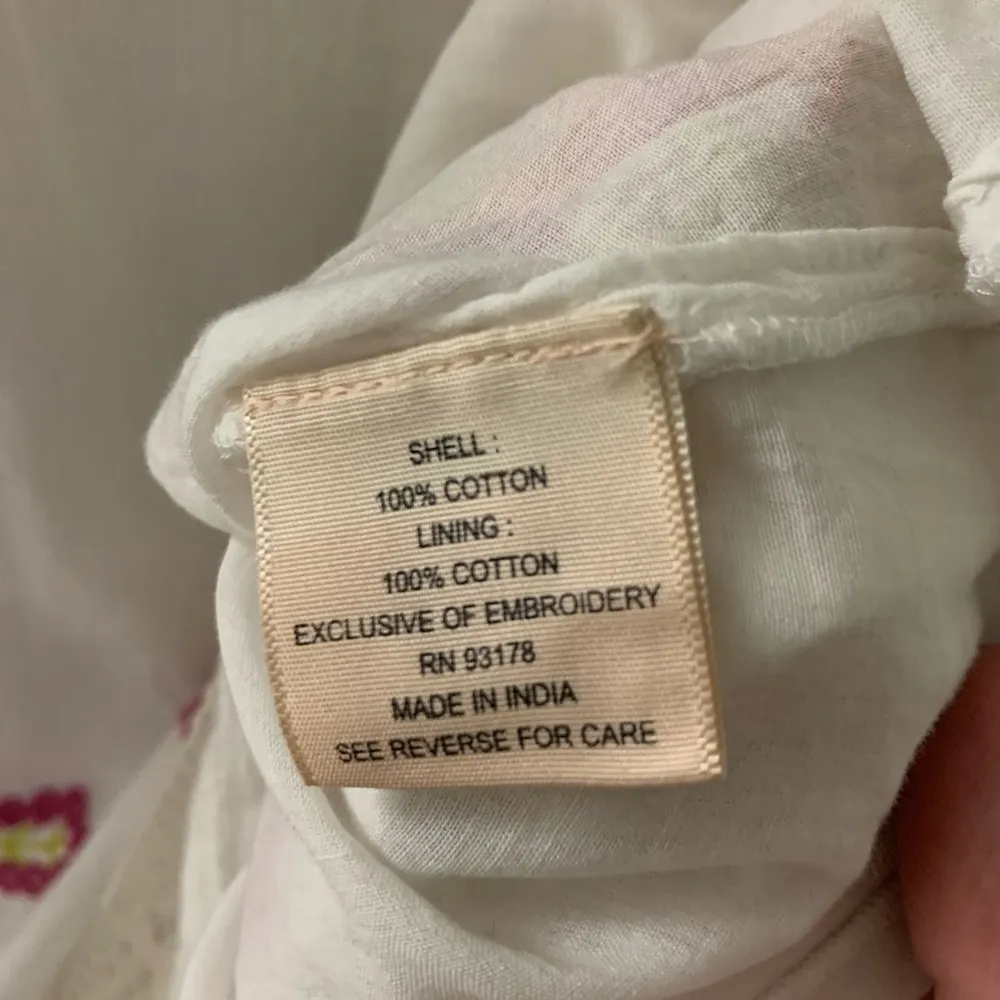 SHELL :
100% COTTON
LINING :
100% COTTON
EXCLUSIVE OF EMBROIDERY
RN 93178
MADE IN INDIA
SEE REVERSE FOR CARE